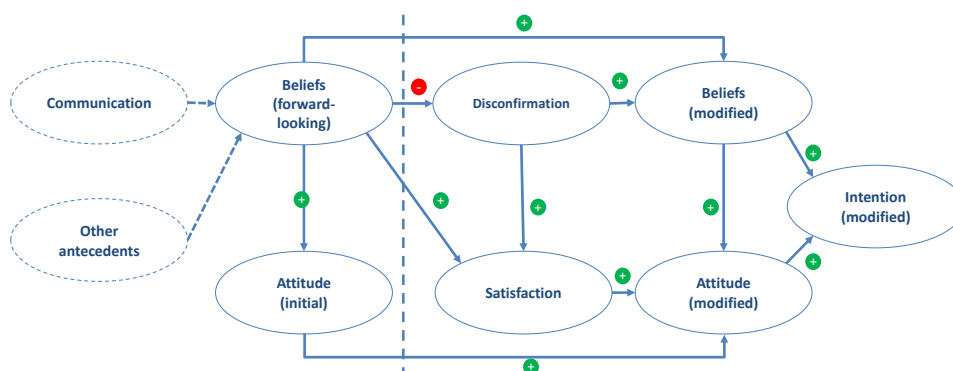 +
Beliefs
(forward-
looking)
-
Disconfirmation
+
Beliefs
(modified)
Communication
+
+
Intention
(modified)
+
+
+
Other
antecedents
Attitude
(initial)
+
Satisfaction
+
Attitude
(modified)
+
+